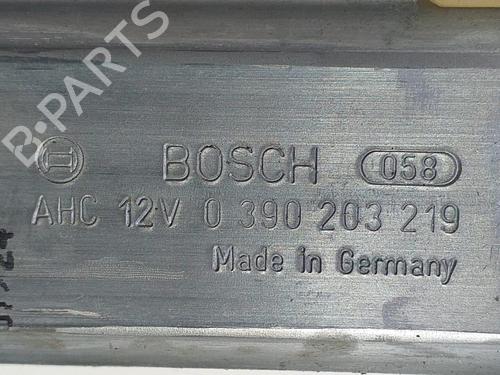 B-PARTS
BOSCH 058
AHC 12V 0 390 203 219
Made in Germany